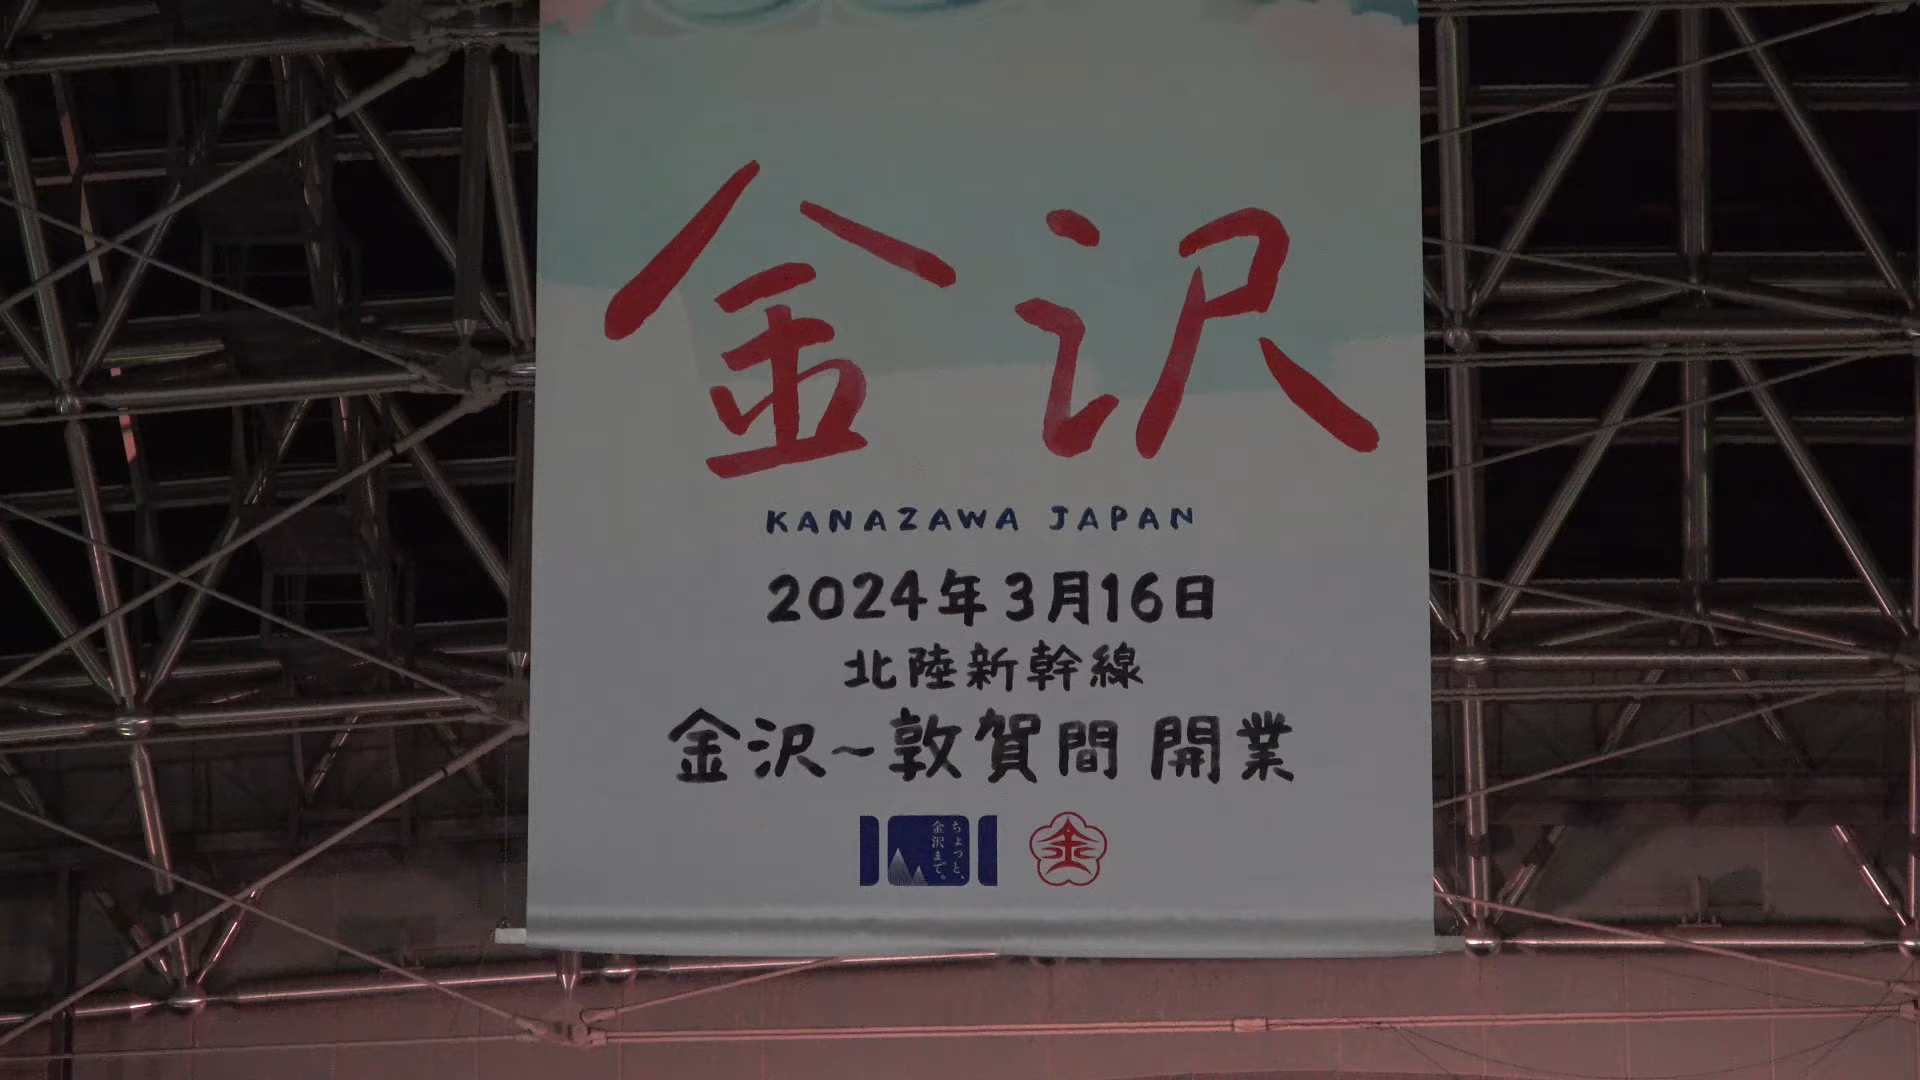 金沢
KANAZAWA JAPAN
2024年3月16日
北陸新幹線
金沢~敦賀間 開業
ちょっと、
金沢まで。
金